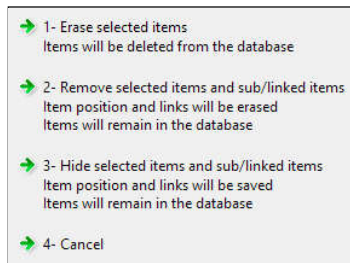 1- Erase selected items
Items will be deleted from the database
2- Remove selected items and sub/linked items
Item position and links will be erased
Items will remain in the database
3- Hide selected items and sub/linked items
Item position and links will be saved
Items will remain in the database
4- Cancel